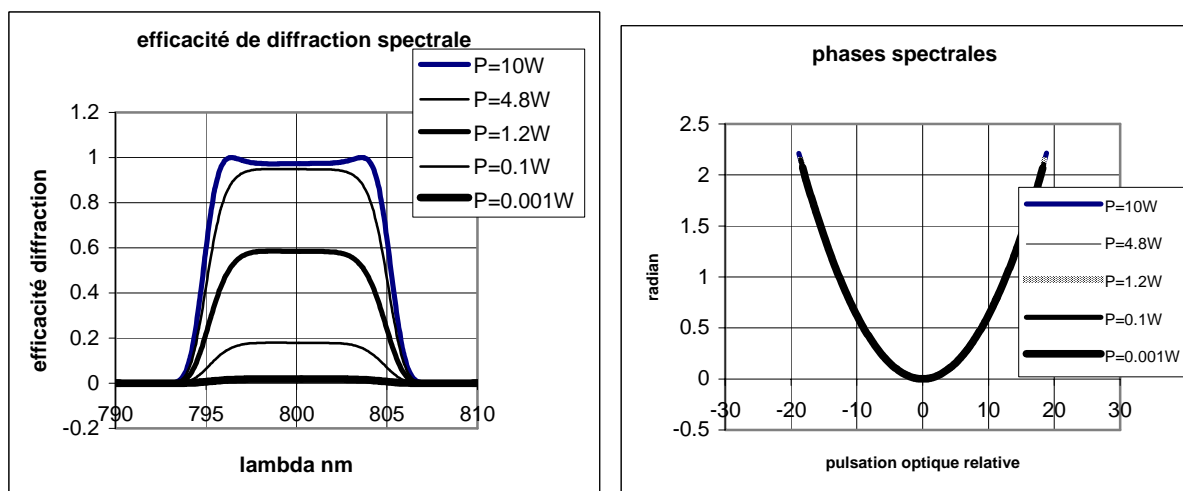 efficacité de diffraction spectrale
P=10W
P=4.8W
P=1.2W
P=0.1W
P=0.001W
1.2
1
0.8
0.6
0.4
0.2
0
-0.2
790
795
800
805
810
efficacité diffraction
lambda nm
phases spectrales
2.5
2
1.5
1
0.5
0
-0.5
-30
-20
-10
0
10
20
30
radian
pulsation optique relative
P=10W
P=4.8W
P=1.2W
P=0.1W
P=0.001W